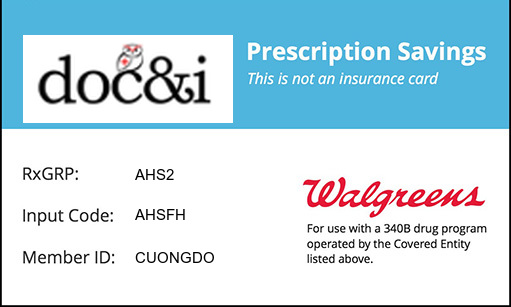 doc&i
Prescription Savings
This is not an insurance card
RxGRP: AHS2
Input Code: AHSFH
Member ID: CUONGDO
Walgreens
For use with a 340B drug program
operated by the Covered Entity
listed above.